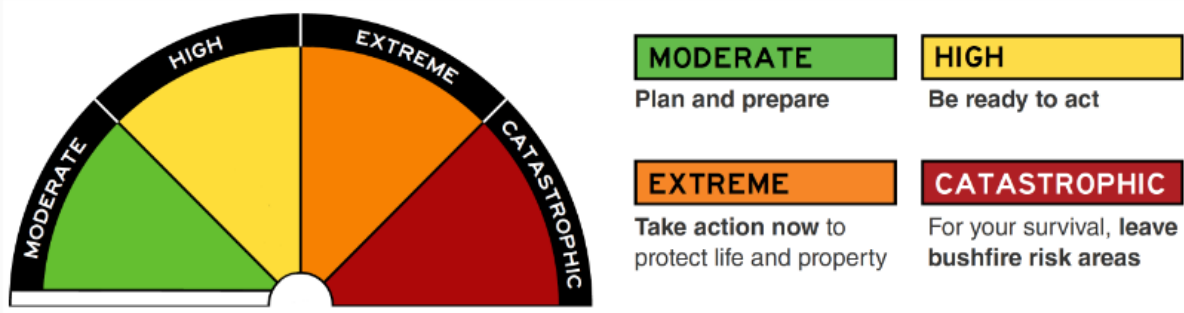 MODERATE
HIGH
EXTREME
CATASTROPHIC
MODERATE
Plan and prepare
HIGH
Be ready to act
EXTREME
Take action now to
protect life and property
CATASTROPHIC
For your survival, leave
bushfire risk areas